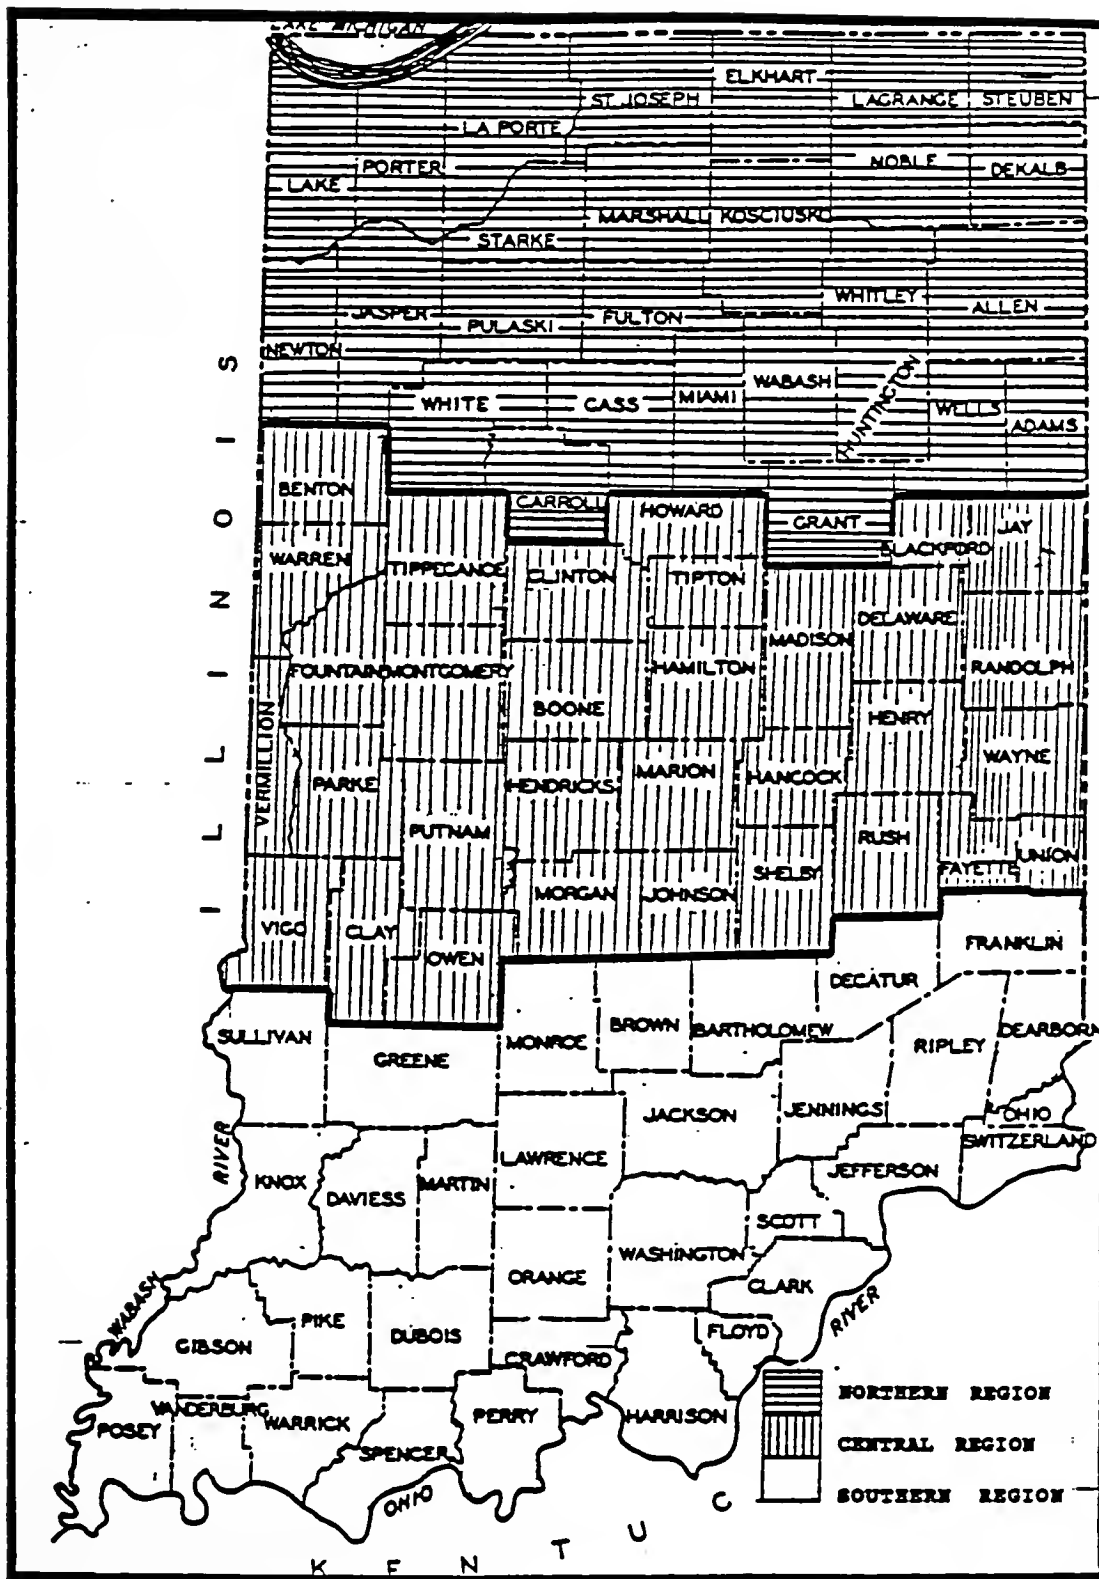 LAKE MICHIGAN
ELKHART
ST. JOSEPH
LAGRANGE
STEUBEN
LA PORTE
PORTER
NOBLE
DEKALB
LAKE
MARSHALL
KOSCIUSKO
STARKE
WHITLEY
ALLEN
JASPER
PULASKI
FULTON
NEWTON
WABASH
HUNTINGTON
WHITE
CASS
MIAMI
WELLS
ADAMS
BENTON
CARROLL
HOWARD
GRANT
BLACKFORD
JAY
WARREN
TIPPECANOE
CLINTON
TIPTON
DELAWARE
MADISON
FOUNTAIN
MONTGOMERY
HAMILTON
RANDOLPH
BOONE
HENRY
VERMILLION
PARKE
HENDRICKS
MARION
HANCOCK
WAYNE
PUTNAM
RUSH
MORGAN
JOHNSON
SHELBY
FAYETTE
UNION
VIGO
CLAY
OWEN
FRANKLIN
DECATUR
SULLIVAN
GREENE
MONROE
BROWN
BARTHOLOMEW
RIPLEY
DEARBORN
JACKSON
JENNINGS
OHIO
SWITZERLAND
KNOX
DAVIESS
MARTIN
LAWRENCE
JEFFERSON
SCOTT
WASHINGTON
ORANGE
CLARK
PIKE
DUBOIS
FLOYD
GIBSON
CRAWFORD
HARRISON
POSEY
VANDERBURG
WARRICK
SPENCER
PERRY
ILLINOIS
WABASH
RIVER
OHIO
RIVER
KENTUC
NORTHERN REGION
CENTRAL REGION
SOUTHERN REGION